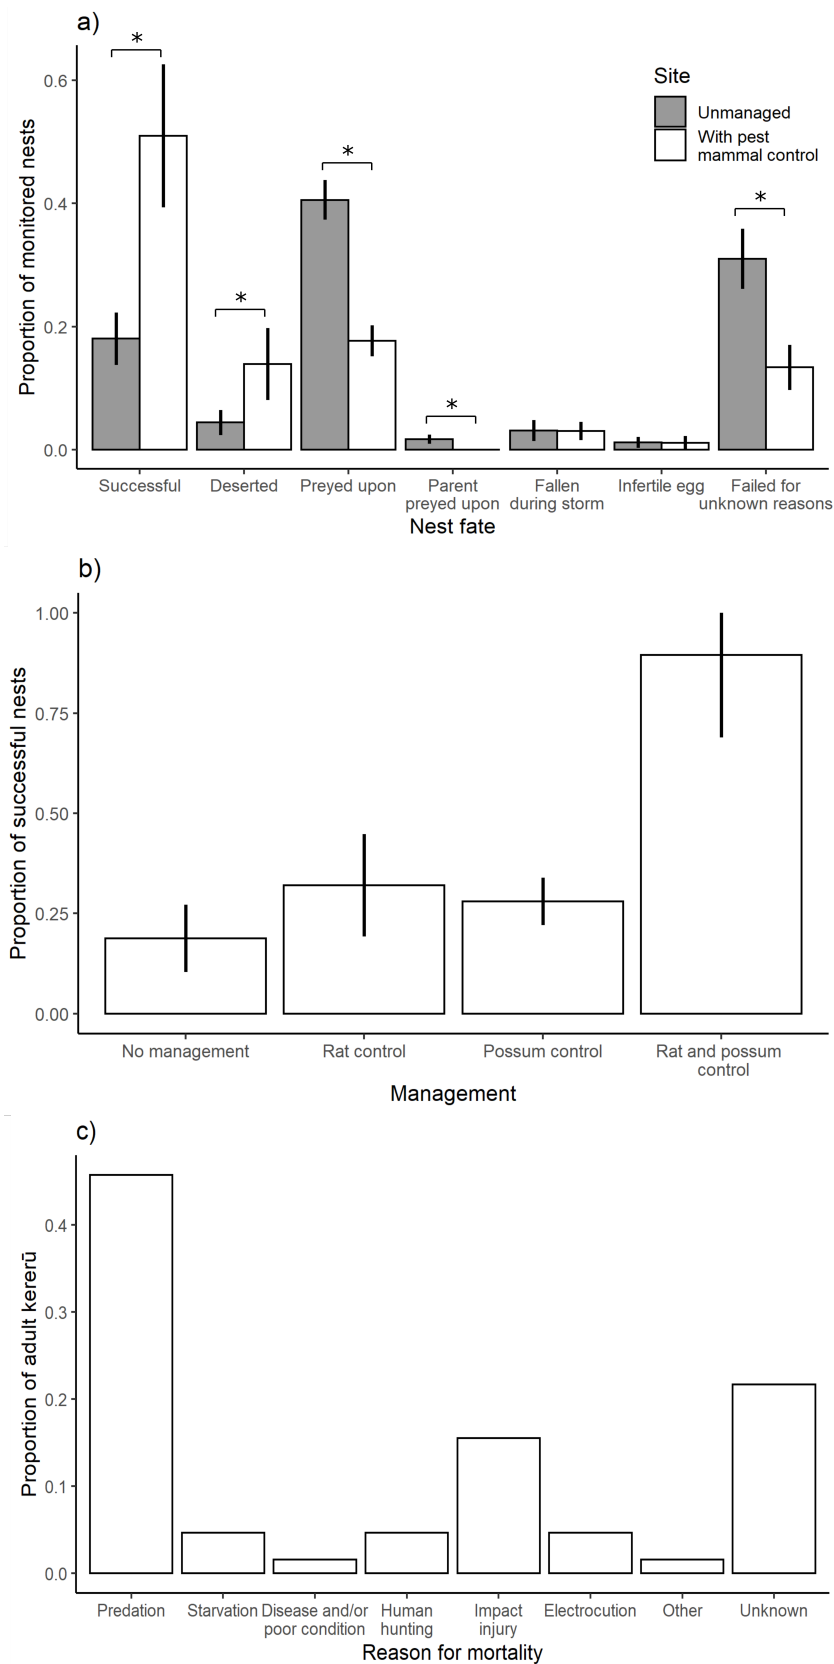 a)
*
*
*
*
*
Site
Unmanaged
With pest
mammal control
0.6
0.4
0.2
0.0
Proportion of monitored nests
Successful
Deserted
Preyed upon
Parent
preyed upon
Fallen
during storm
Infertile egg
Failed for
unknown reasons
Nest fate
b)
1.00
0.75
0.50
0.25
0.00
Proportion of successful nests
No management
Rat control
Possum control
Rat and possum
control
Management
c)
0.4
0.3
0.2
0.1
0.0
Proportion of adult kererū
Predation
Starvation
Disease and/or
poor condition
Human
hunting
Impact
injury
Electrocution
Other
Unknown
Reason for mortality